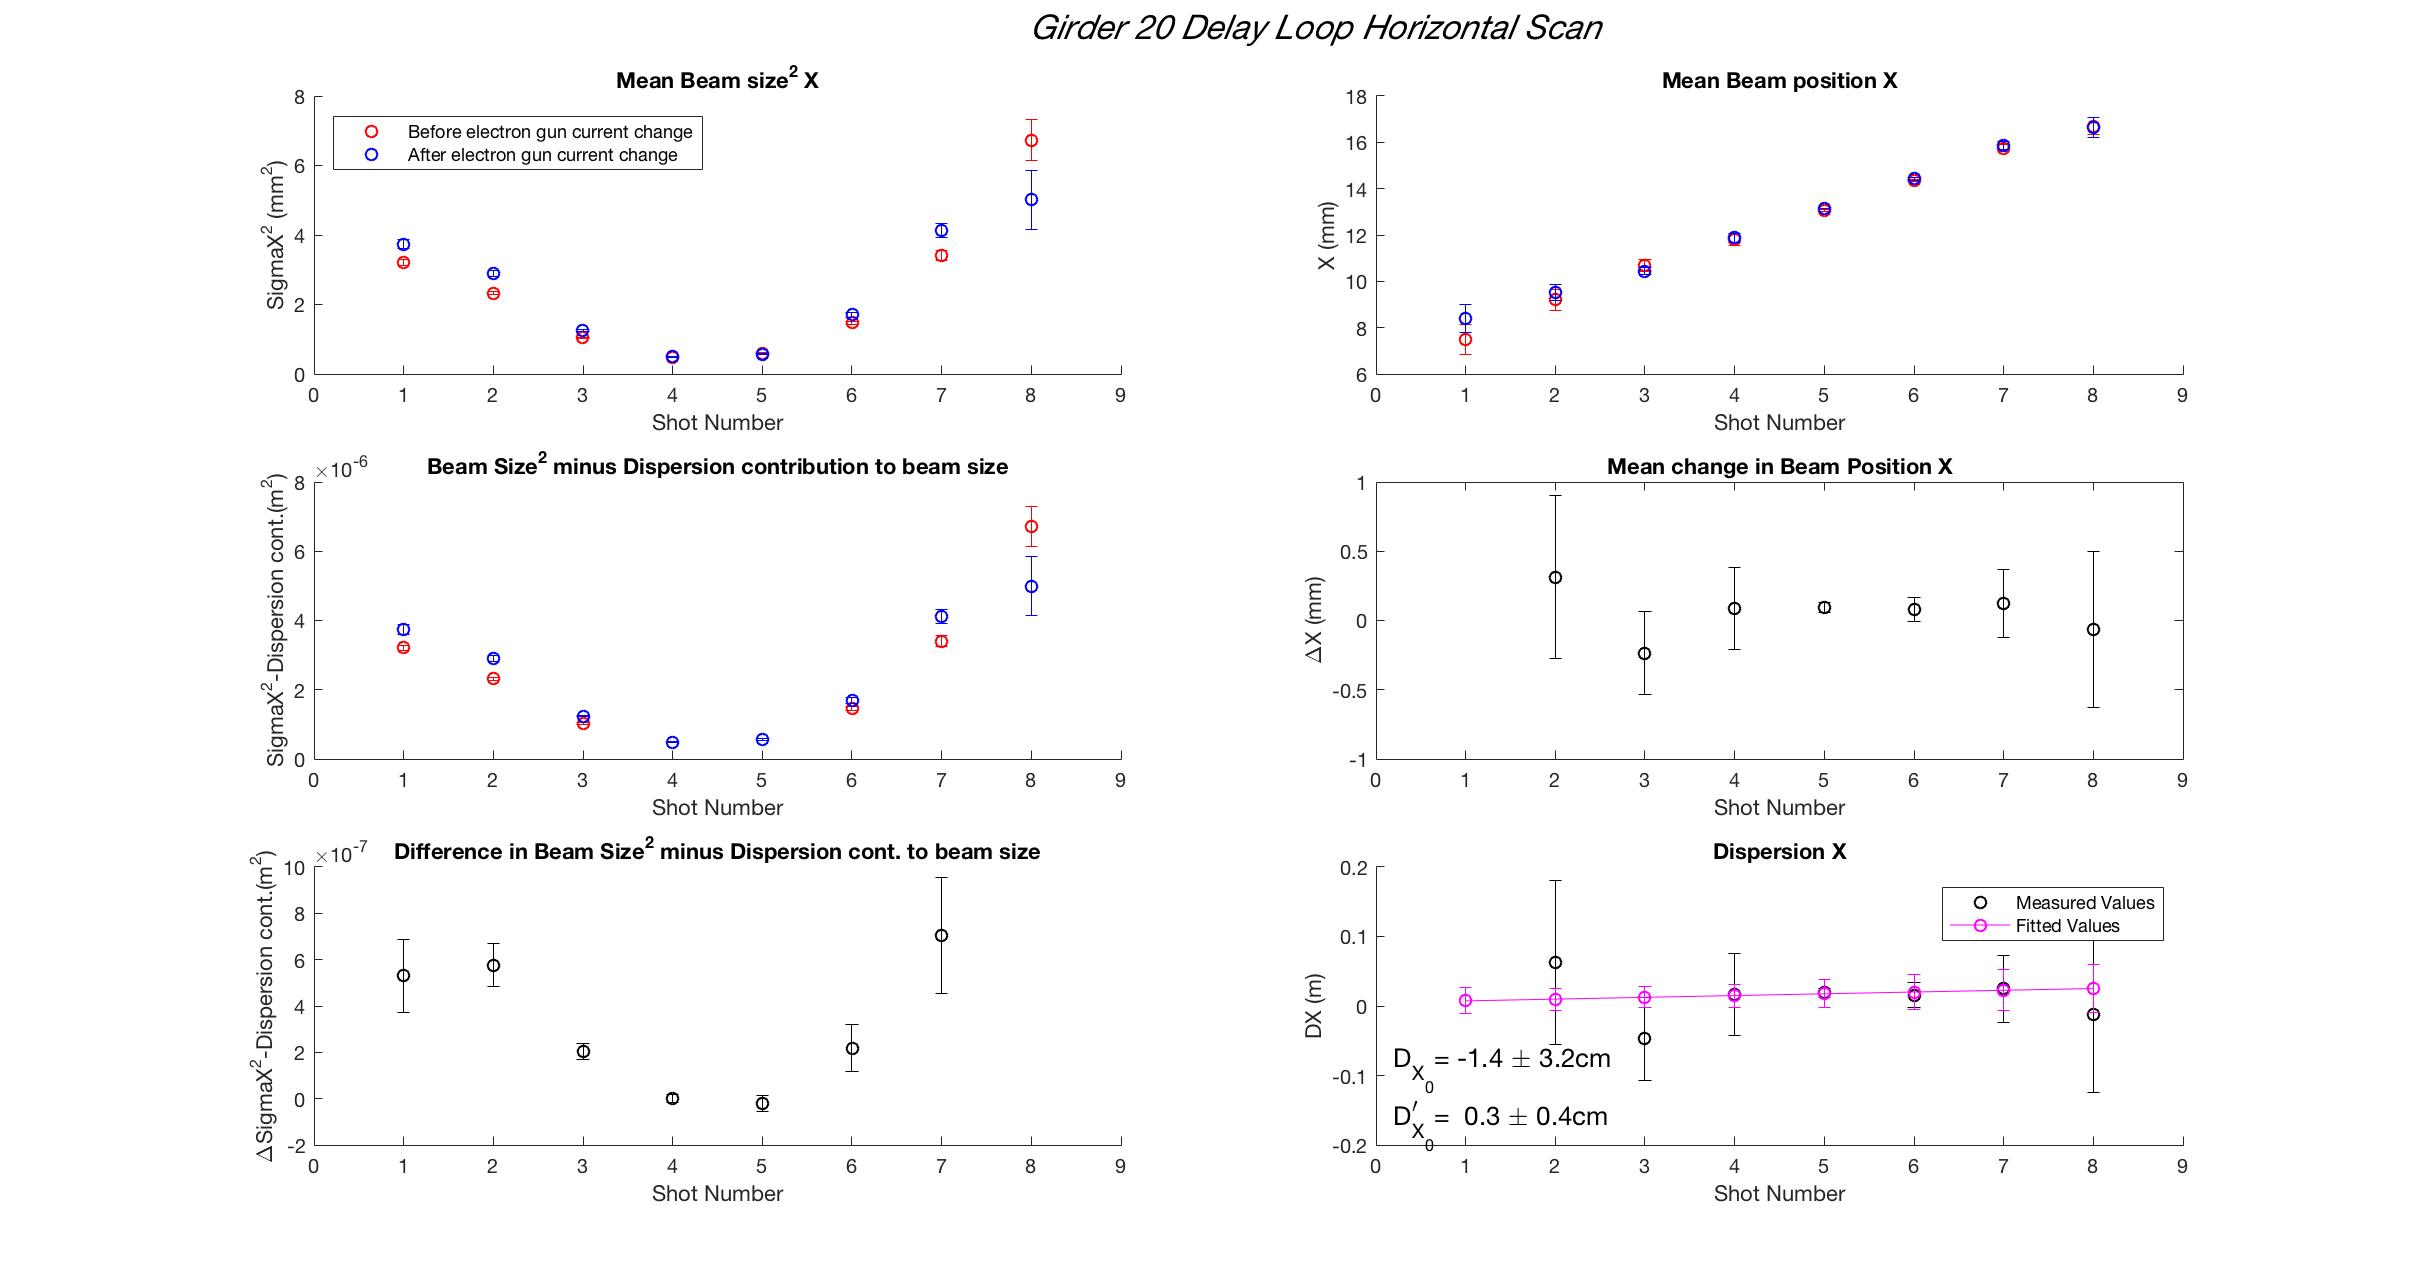 Girder 20 Delay Loop Horizontal Scan
Mean Beam size² X
8
6
4
2
0
SigmaX² (mm²)
Before electron gun current change
After electron gun current change
0 1 2 3 4 5 6 7 8 9
Shot Number
Mean Beam position X
18
16
14
12
10
8
6
X (mm)
0 1 2 3 4 5 6 7 8 9
Shot Number
Beam Size² minus Dispersion contribution to beam size
×10⁻⁶
8
6
4
2
0
SigmaX²-Dispersion cont.(m²)
0 1 2 3 4 5 6 7 8 9
Shot Number
Mean change in Beam Position X
1
0.5
0
-0.5
-1
ΔX (mm)
0 1 2 3 4 5 6 7 8 9
Shot Number
Difference in Beam Size² minus Dispersion cont. to beam size
×10⁻⁷
10
8
6
4
2
0
-2
ΔSigmaX²-Dispersion cont.(m²)
0 1 2 3 4 5 6 7 8 9
Shot Number
Dispersion X
0.2
0.1
0
-0.1
-0.2
DX (m)
Measured Values
Fitted Values
D_X_0 = -1.4 ± 3.2cm
D′_X_0 = 0.3 ± 0.4cm
0 1 2 3 4 5 6 7 8 9
Shot Number